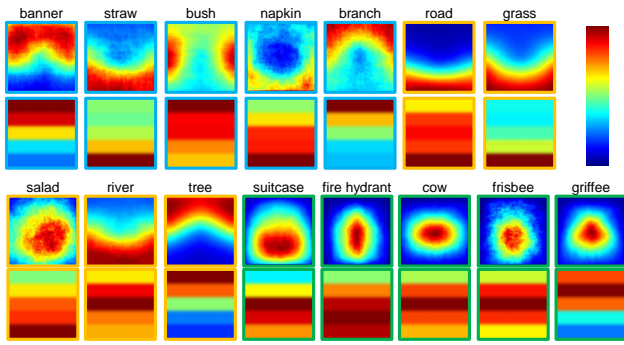 banner straw bush napkin branch road grass
salad river tree suitcase fire hydrant cow frisbee griffee